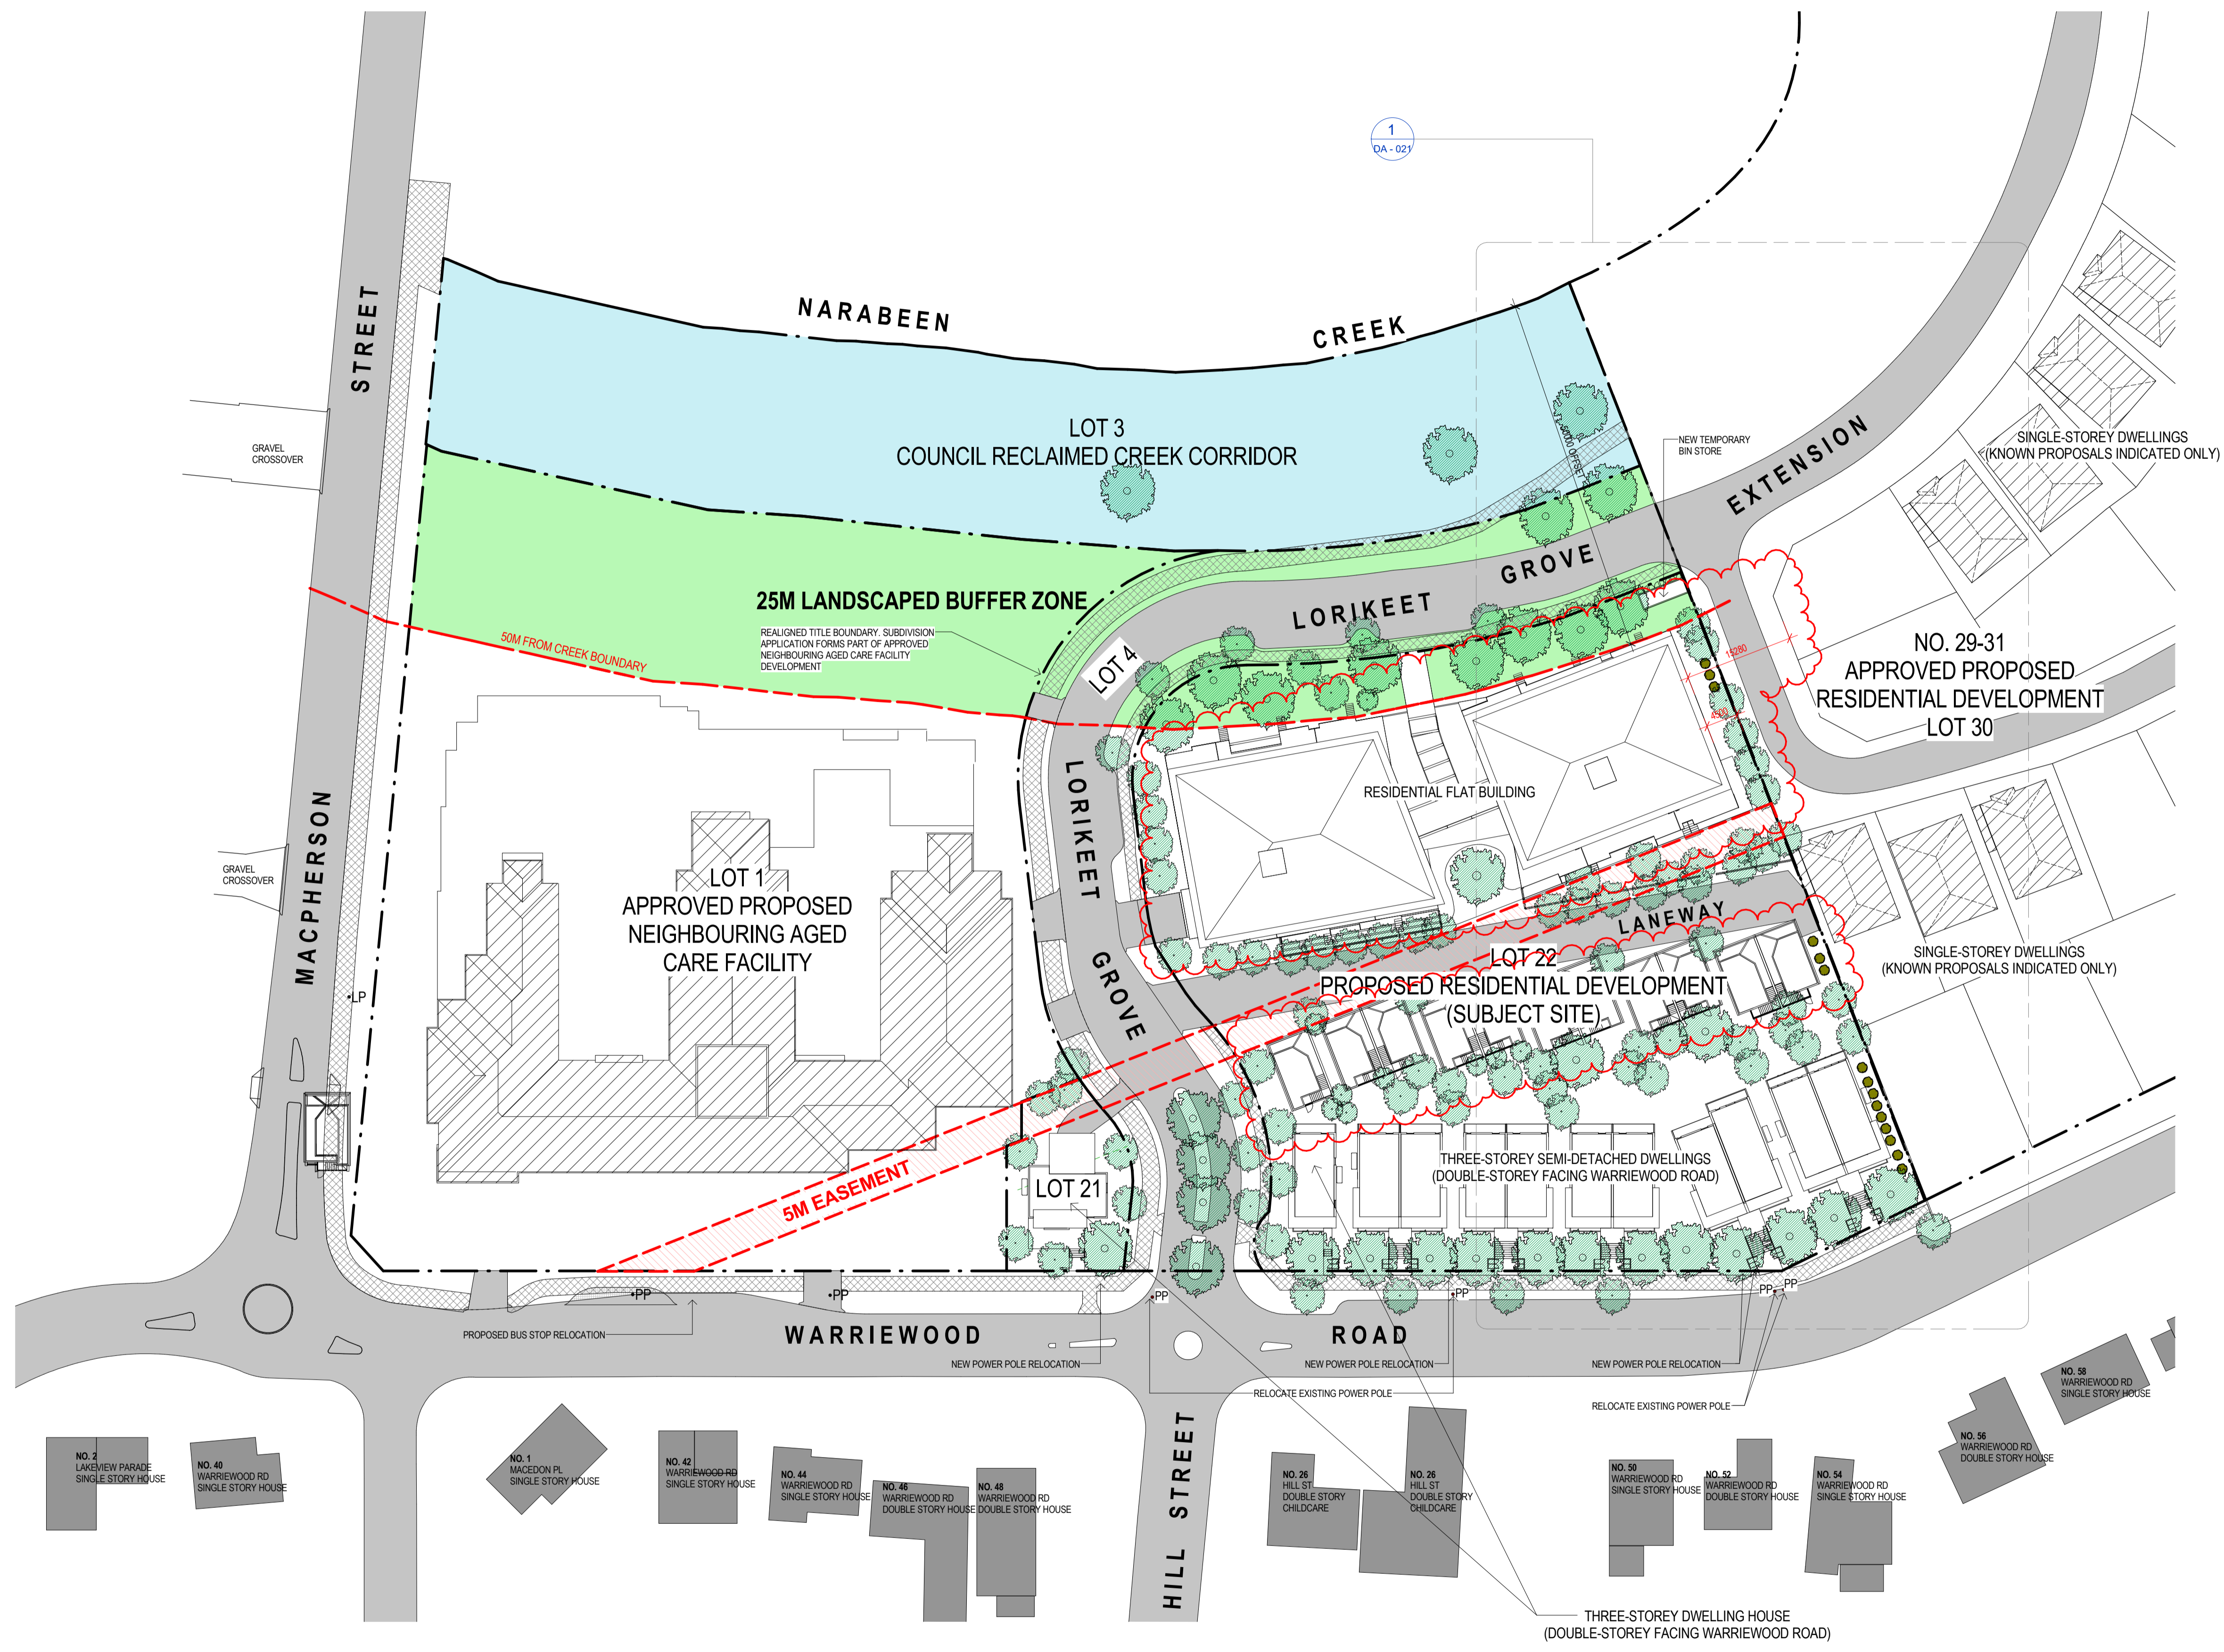 1
DA - 021
NARABEEN
CREEK
STREET
LOT 3
COUNCIL RECLAIMED CREEK CORRIDOR
GRAVEL
CROSSOVER
50000 OFFSET
NEW TEMPORARY
BIN STORE
EXTENSION
SINGLE-STOREY DWELLINGS
(KNOWN PROPOSALS INDICATED ONLY)
GROVE
LORIKEET
25M LANDSCAPED BUFFER ZONE
REALIGNED TITLE BOUNDARY. SUBDIVISION
APPLICATION FORMS PART OF APPROVED
NEIGHBOURING AGED CARE FACILITY
DEVELOPMENT
50M FROM CREEK BOUNDARY
LOT 4
15280
4500
NO. 29-31
APPROVED PROPOSED
RESIDENTIAL DEVELOPMENT
LOT 30
RESIDENTIAL FLAT BUILDING
MACPHERSON
LORIKEET
GROVE
GRAVEL
CROSSOVER
LOT 1
APPROVED PROPOSED
NEIGHBOURING AGED
CARE FACILITY
LP
LANEWAY
LOT 22
PROPOSED RESIDENTIAL DEVELOPMENT
(SUBJECT SITE)
SINGLE-STOREY DWELLINGS
(KNOWN PROPOSALS INDICATED ONLY)
5M EASEMENT
LOT 21
THREE-STOREY SEMI-DETACHED DWELLINGS
(DOUBLE-STOREY FACING WARRIEWOOD ROAD)
PP
PP
PP
PP
PP
PP
PROPOSED BUS STOP RELOCATION
WARRIEWOOD
ROAD
NEW POWER POLE RELOCATION
NEW POWER POLE RELOCATION
NEW POWER POLE RELOCATION
RELOCATE EXISTING POWER POLE
RELOCATE EXISTING POWER POLE
HILL STREET
NO. 2
LAKEVIEW PARADE
SINGLE STORY HOUSE
NO. 40
WARRIEWOOD RD
SINGLE STORY HOUSE
NO. 1
MACEDON PL
SINGLE STORY HOUSE
NO. 42
WARRIEWOOD RD
SINGLE STORY HOUSE
NO. 44
WARRIEWOOD RD
SINGLE STORY HOUSE
NO. 46
WARRIEWOOD RD
DOUBLE STORY HOUSE
NO. 48
WARRIEWOOD RD
DOUBLE STORY HOUSE
NO. 26
HILL ST
DOUBLE STORY
CHILDCARE
NO. 26
HILL ST
DOUBLE STORY
CHILDCARE
NO. 50
WARRIEWOOD RD
SINGLE STORY HOUSE
NO. 52
WARRIEWOOD RD
DOUBLE STORY HOUSE
NO. 54
WARRIEWOOD RD
SINGLE STORY HOUSE
NO. 56
WARRIEWOOD RD
DOUBLE STORY HOUSE
NO. 58
WARRIEWOOD RD
SINGLE STORY HOUSE
THREE-STOREY DWELLING HOUSE
(DOUBLE-STOREY FACING WARRIEWOOD ROAD)